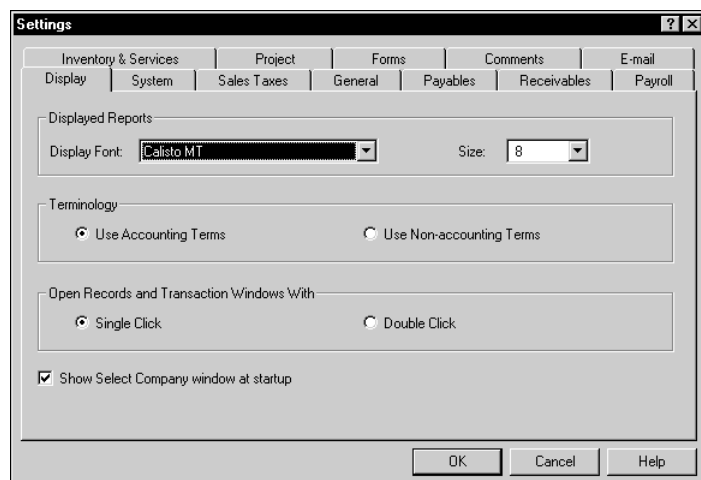 Settings
Inventory & Services Project Forms Comments E-mail
Display System Sales Taxes General Payables Receivables Payroll
Displayed Reports
Display Font: Calisto MT Size: 8
Terminology
Use Accounting Terms Use Non-accounting Terms
Open Records and Transaction Windows With
Single Click Double Click
Show Select Company window at startup
OK Cancel Help